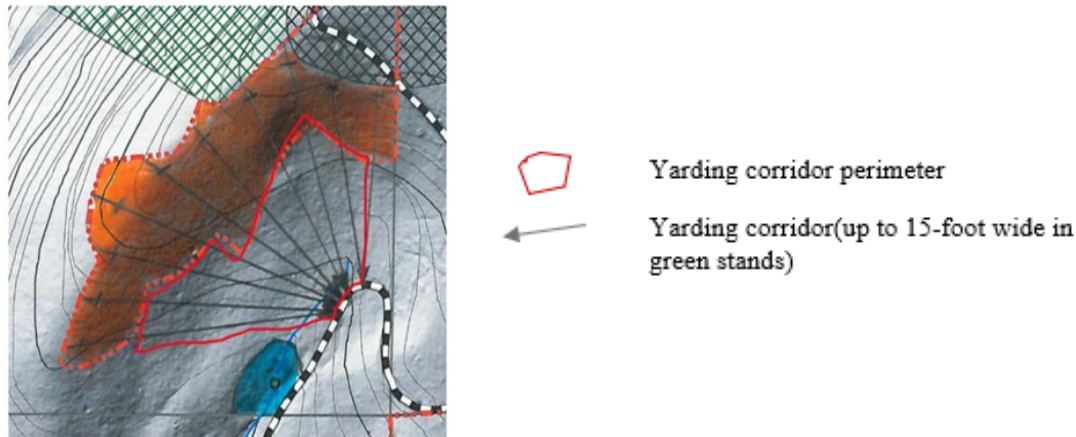 Yarding corridor perimeter
Yarding corridor(up to 15-foot wide in
green stands)